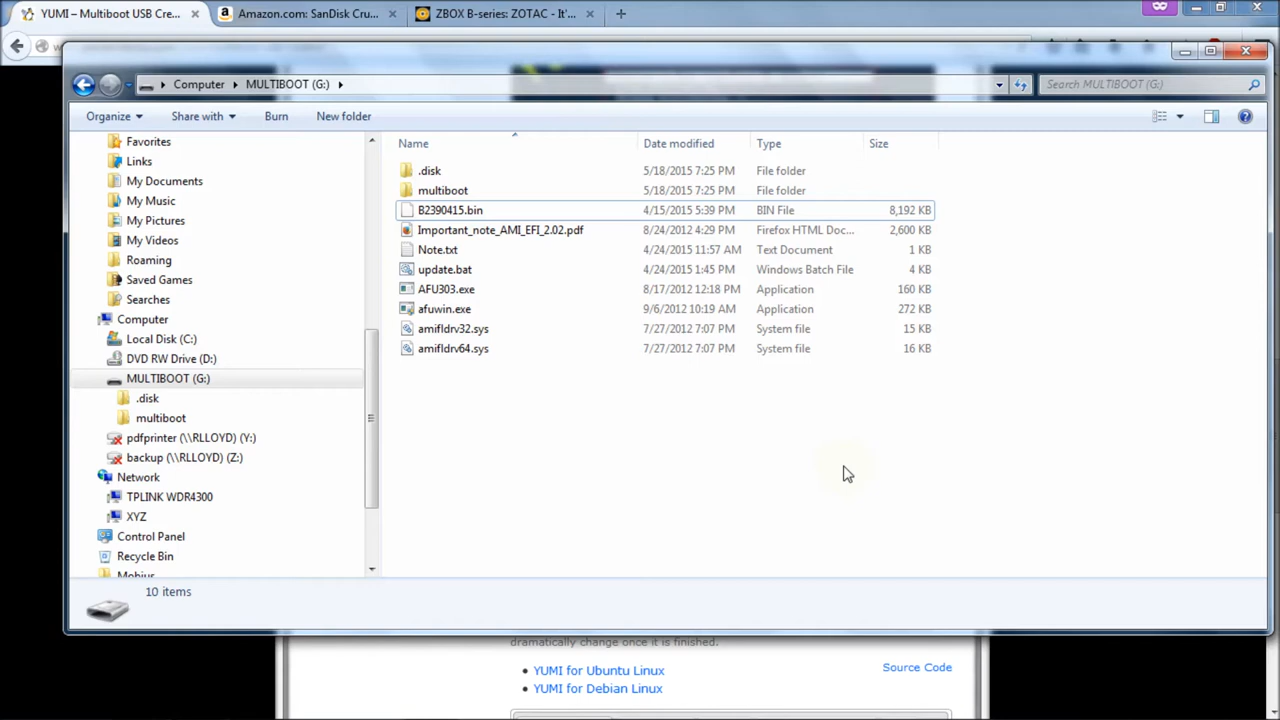 YUMI – Multiboot USB Cre... Amazon.com: SanDisk Cru... ZBOX B-series: ZOTAC - It'...
Computer MULTIBOOT (G:) Search MULTIBOOT (G:)
Organize Share with Burn New folder
Favorites
Links
My Documents
My Music
My Pictures
My Videos
Roaming
Saved Games
Searches
Computer
Local Disk (C:)
DVD RW Drive (D:)
MULTIBOOT (G:)
.disk
multiboot
pdfprinter (\\RLLOYD) (Y:)
backup (\\RLLOYD) (Z:)
Network
TPLINK WDR4300
XYZ
Control Panel
Recycle Bin
Mobius
Name Date modified Type Size
.disk 5/18/2015 7:25 PM File folder
multiboot 5/18/2015 7:25 PM File folder
B2390415.bin 4/15/2015 5:39 PM BIN File 8,192 KB
Important_note_AMI_EFI_2.02.pdf 8/24/2012 4:29 PM Firefox HTML Doc... 2,600 KB
Note.txt 4/24/2015 11:57 AM Text Document 1 KB
update.bat 4/24/2015 1:45 PM Windows Batch File 4 KB
AFU303.exe 8/17/2012 12:18 PM Application 160 KB
afuwin.exe 9/6/2012 10:19 AM Application 272 KB
amifldrv32.sys 7/27/2012 7:07 PM System file 15 KB
amifldrv64.sys 7/27/2012 7:07 PM System file 16 KB
10 items
dramatically change once it is finished.
YUMI for Ubuntu Linux
YUMI for Debian Linux
Source Code